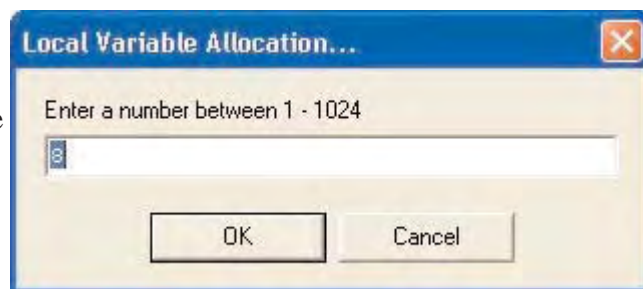 Local Variable Allocation...
Enter a number between 1 - 1024
8
OK
Cancel